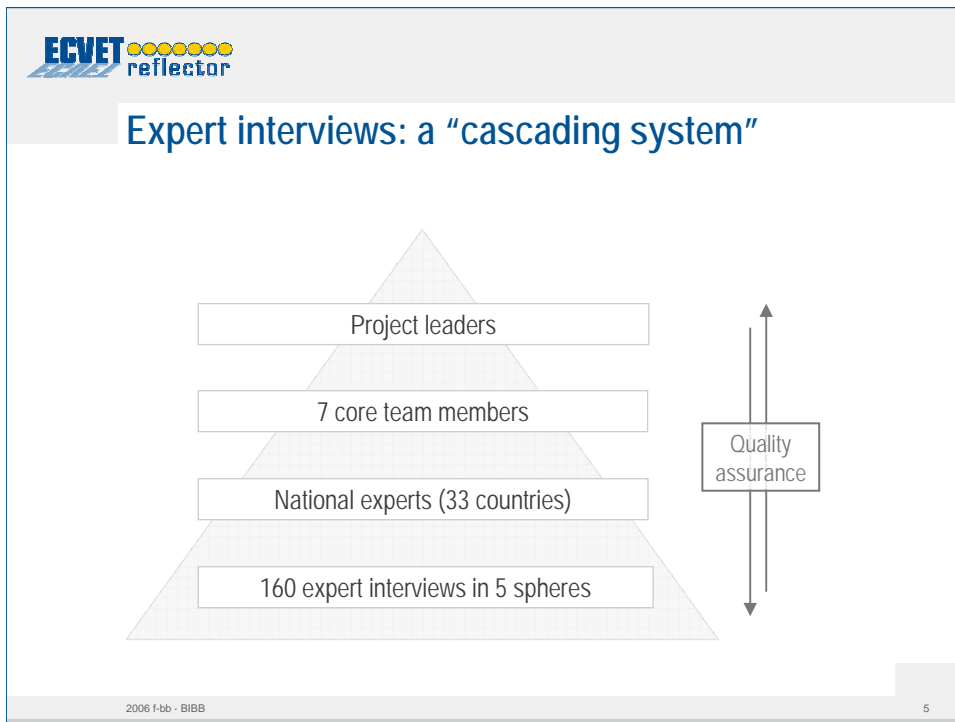 ECVET
reflector
Expert interviews: a “cascading system”
Project leaders
7 core team members
National experts (33 countries)
160 expert interviews in 5 spheres
Quality
assurance
2006 f-bb - BIBB
5